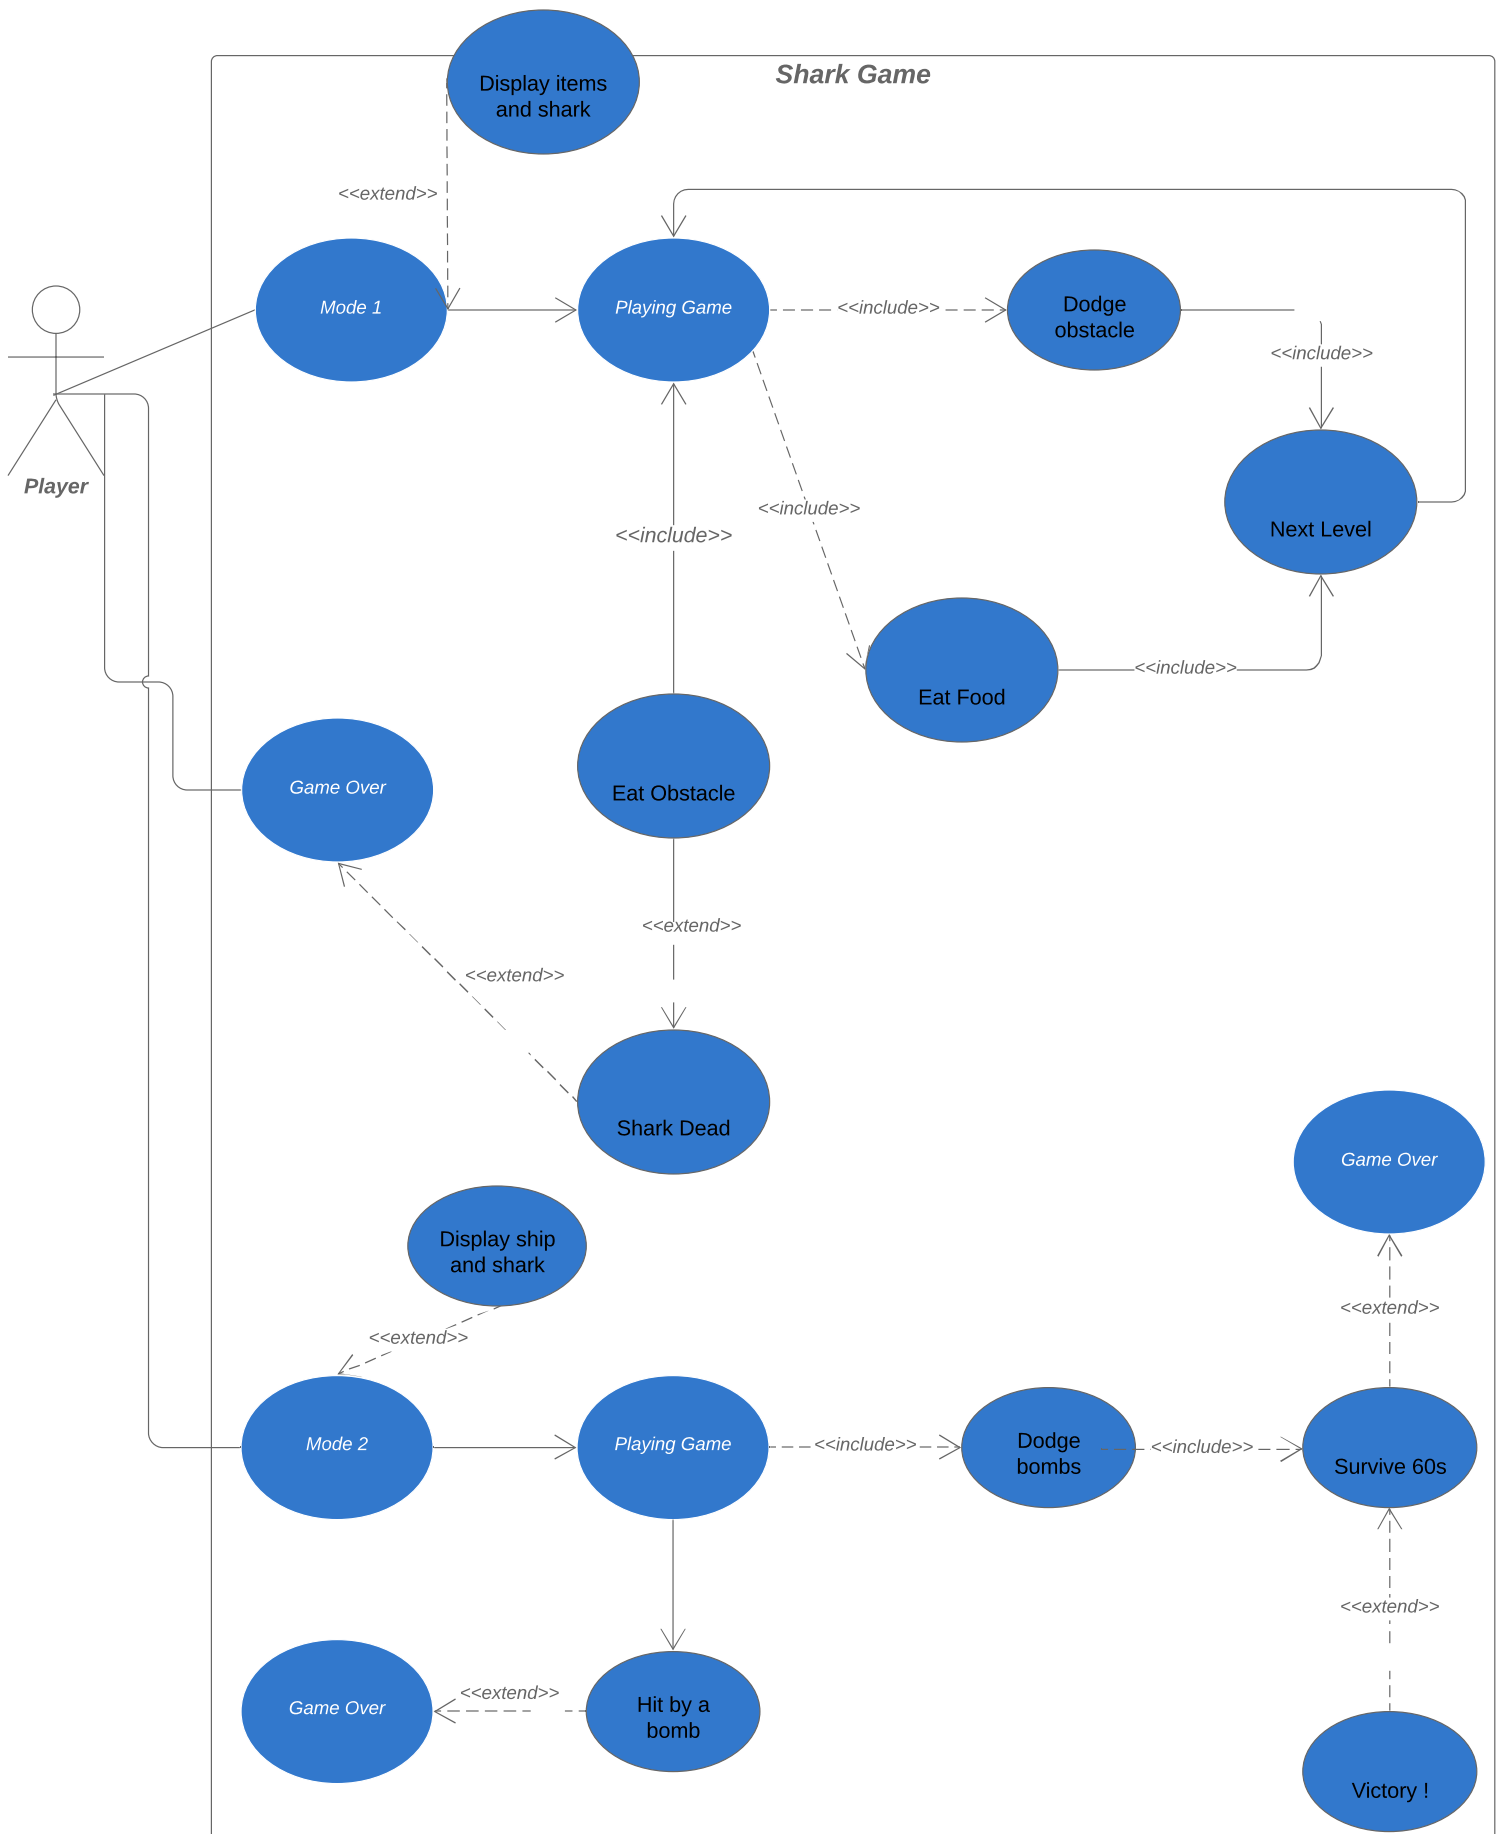 Shark Game
Display items
and shark
<<extend>>
Mode 1
Playing Game
<<include>>
Dodge
obstacle
<<include>>
Player
<<include>>
<<include>>
Next Level
Eat Food
<<include>>
Game Over
Eat Obstacle
<<extend>>
<<extend>>
Shark Dead
Game Over
Display ship
and shark
<<extend>>
<<extend>>
Mode 2
Playing Game
<<include>>
Dodge
bombs
<<include>>
Survive 60s
<<extend>>
Game Over
<<extend>>
Hit by a
bomb
Victory !